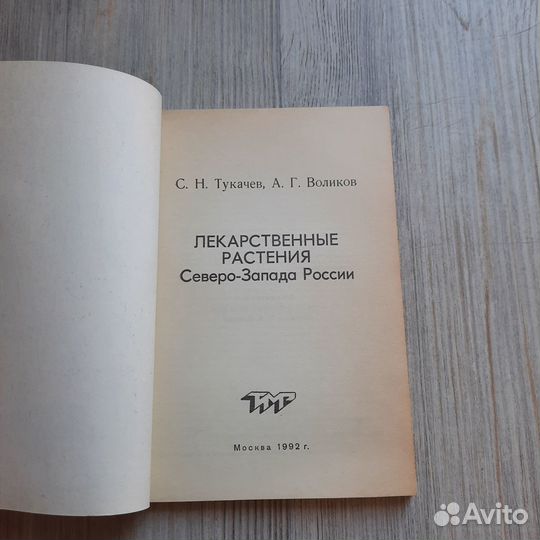 С. Н. Тукачев, А. Г. Воликов
ЛЕКАРСТВЕННЫЕ
РАСТЕНИЯ
Северо-Запада России
Москва 1992 г.
Avito